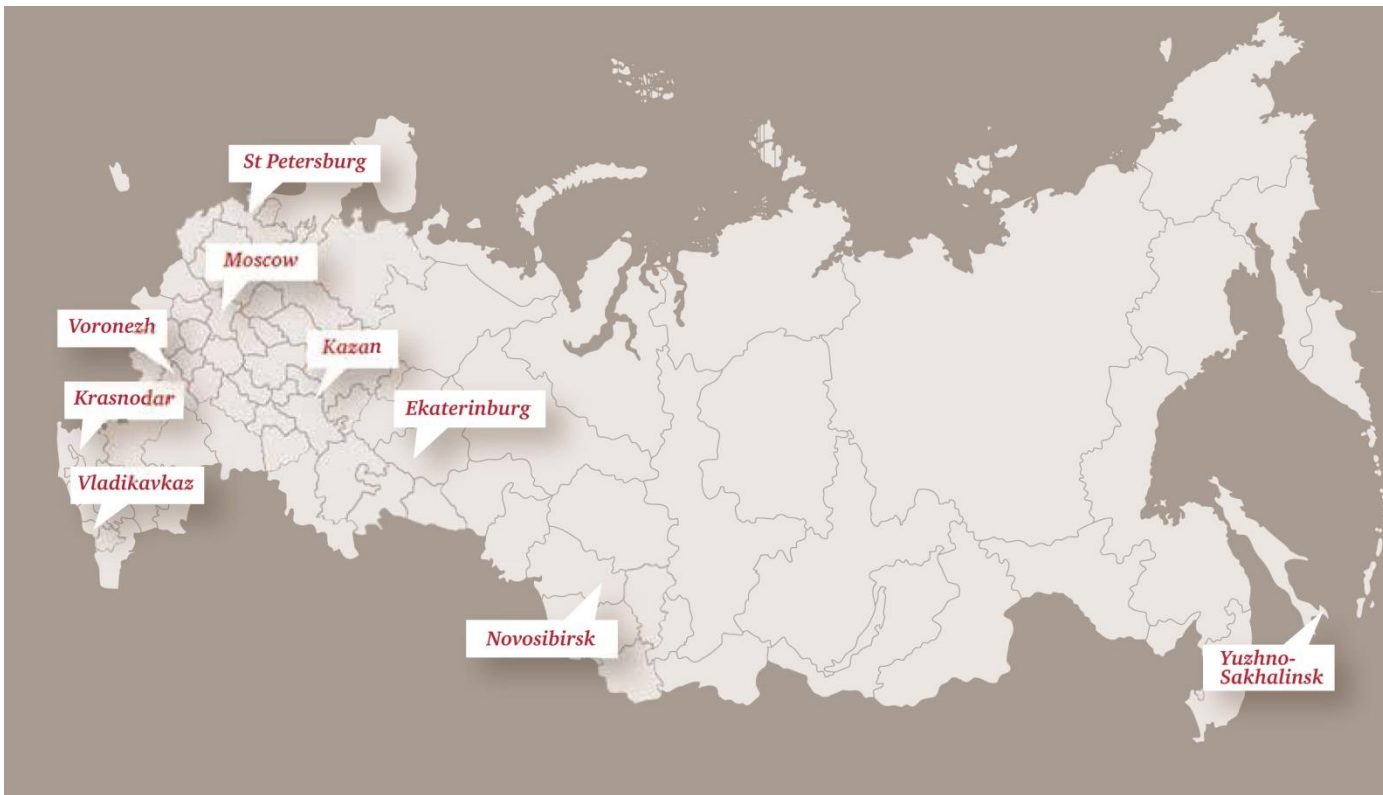 St Petersburg
Moscow
Voronezh
Kazan
Krasnodar
Ekaterinburg
Vladikavkaz
Novosibirsk
Yuzhno-
Sakhalinsk